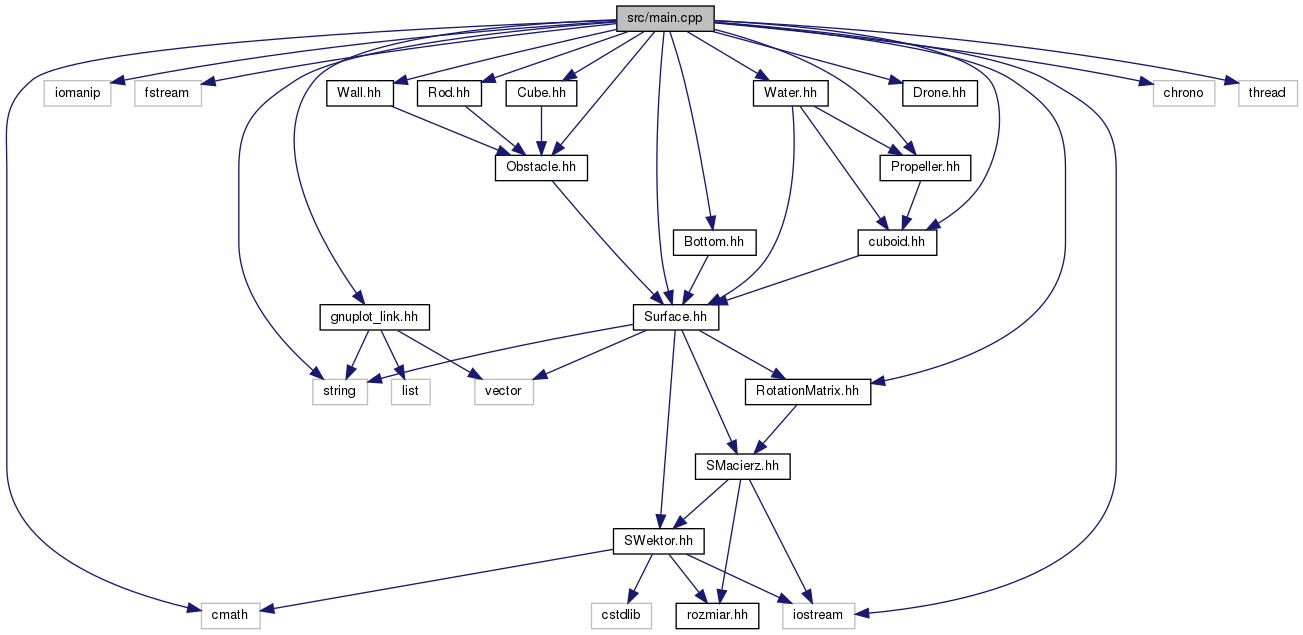 src/main.cpp
iomanip
fstream
Wall.hh
Rod.hh
Cube.hh
Water.hh
Drone.hh
chrono
thread
Obstacle.hh
Propeller.hh
Bottom.hh
cuboid.hh
gnuplot_link.hh
Surface.hh
string
list
vector
RotationMatrix.hh
SMacierz.hh
SWektor.hh
cmath
cstdlib
rozmiar.hh
iostream